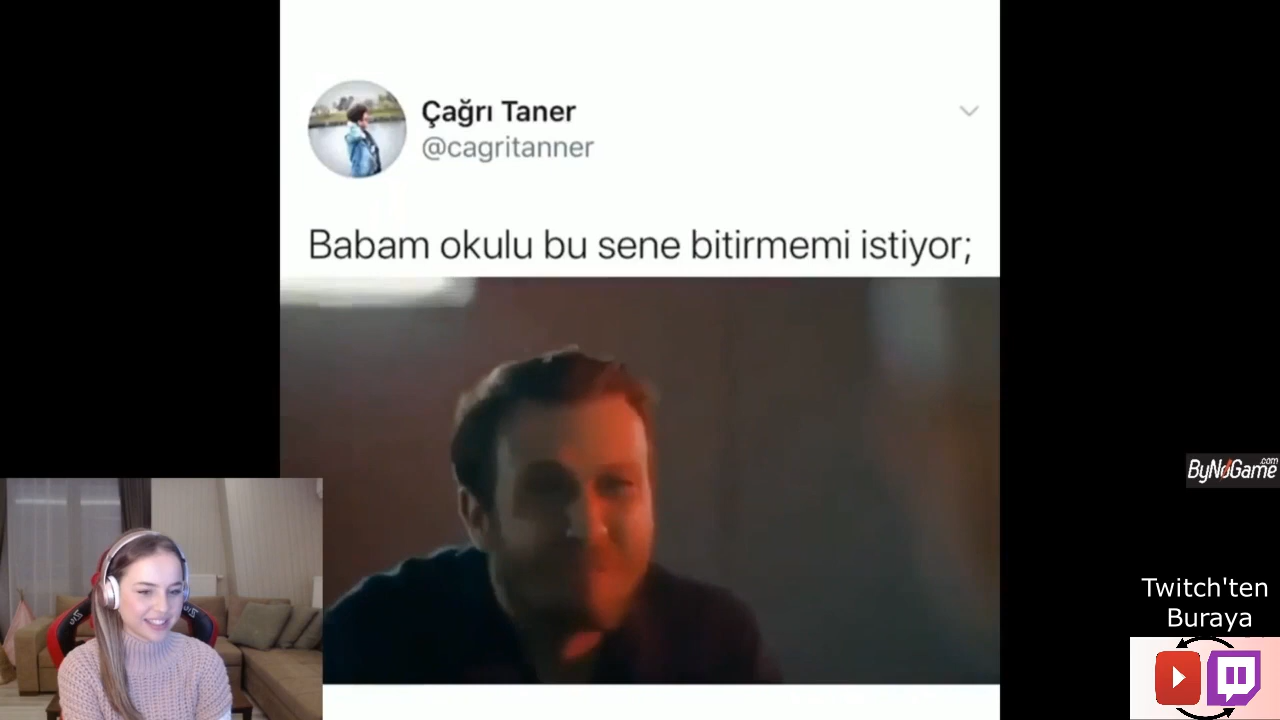 Çağrı Taner
@cagritanner
Babam okulu bu sene bitirmemi istiyor;
ByNoGame
.com
Twitch'ten
Buraya